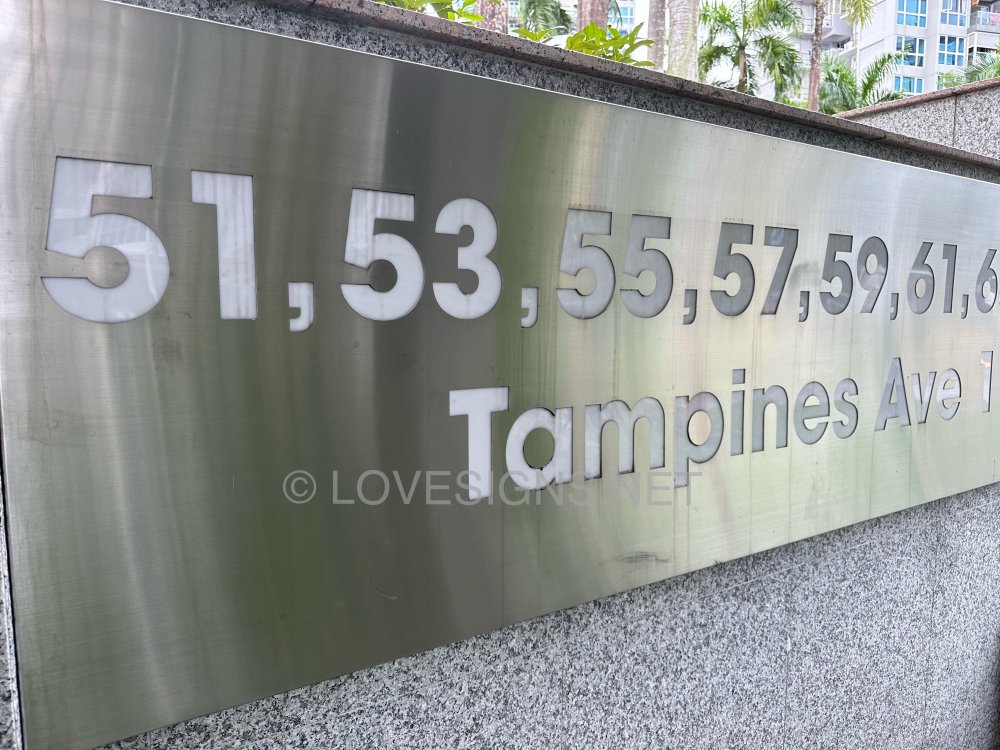 51,53,55,57,59,61,6
Tampines Ave 1
© LOVESIGNS.NET